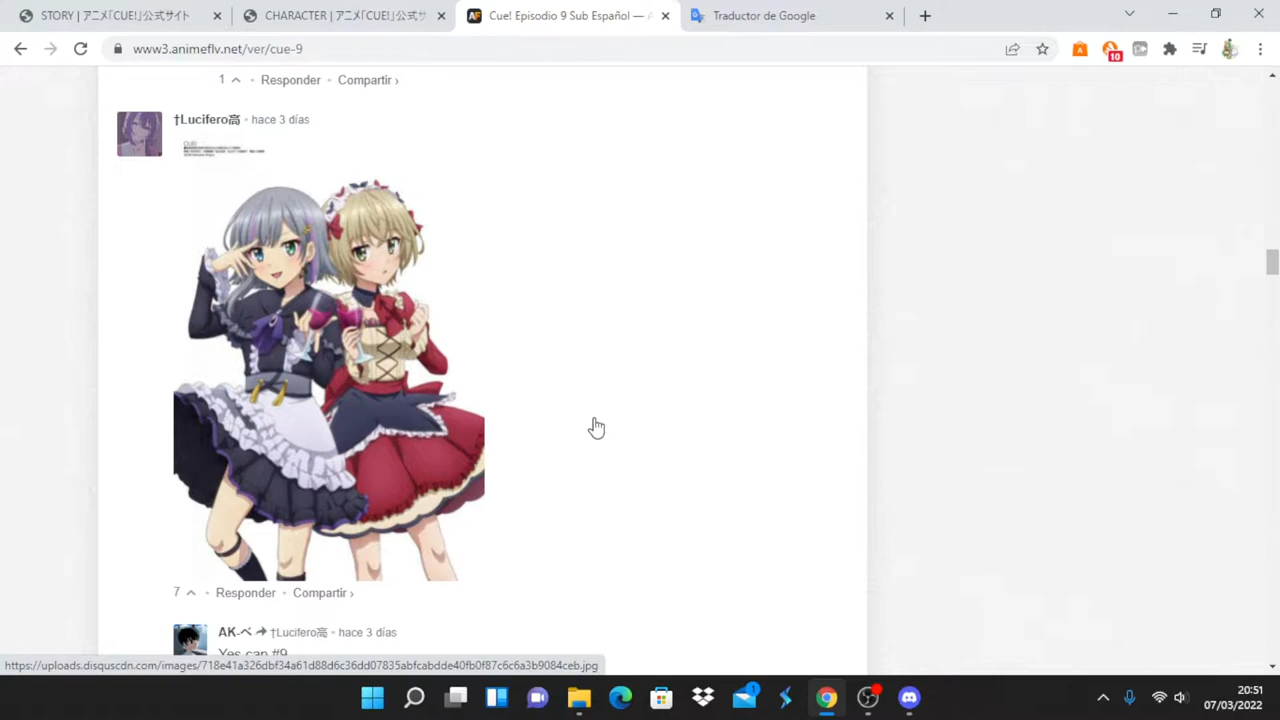 STORY | アニメ「CUE!」公式サイト
CHARACTER | アニメ「CUE!」公式サ
Cue! Episodio 9 Sub Español — A
Traductor de Google
www3.animeflv.net/ver/cue-9
10
1 • Responder • Compartir ›
†Lucifero高 • hace 3 días
7 • Responder • Compartir ›
AK-ベ †Lucifero高 • hace 3 días
Yes can #9
https://uploads.disquscdn.com/images/718e41a326dbf34a61d88d6c36dd07835abfcabdde40fb0f87c6c6a3b9084ceb.jpg
1
20:51
07/03/2022